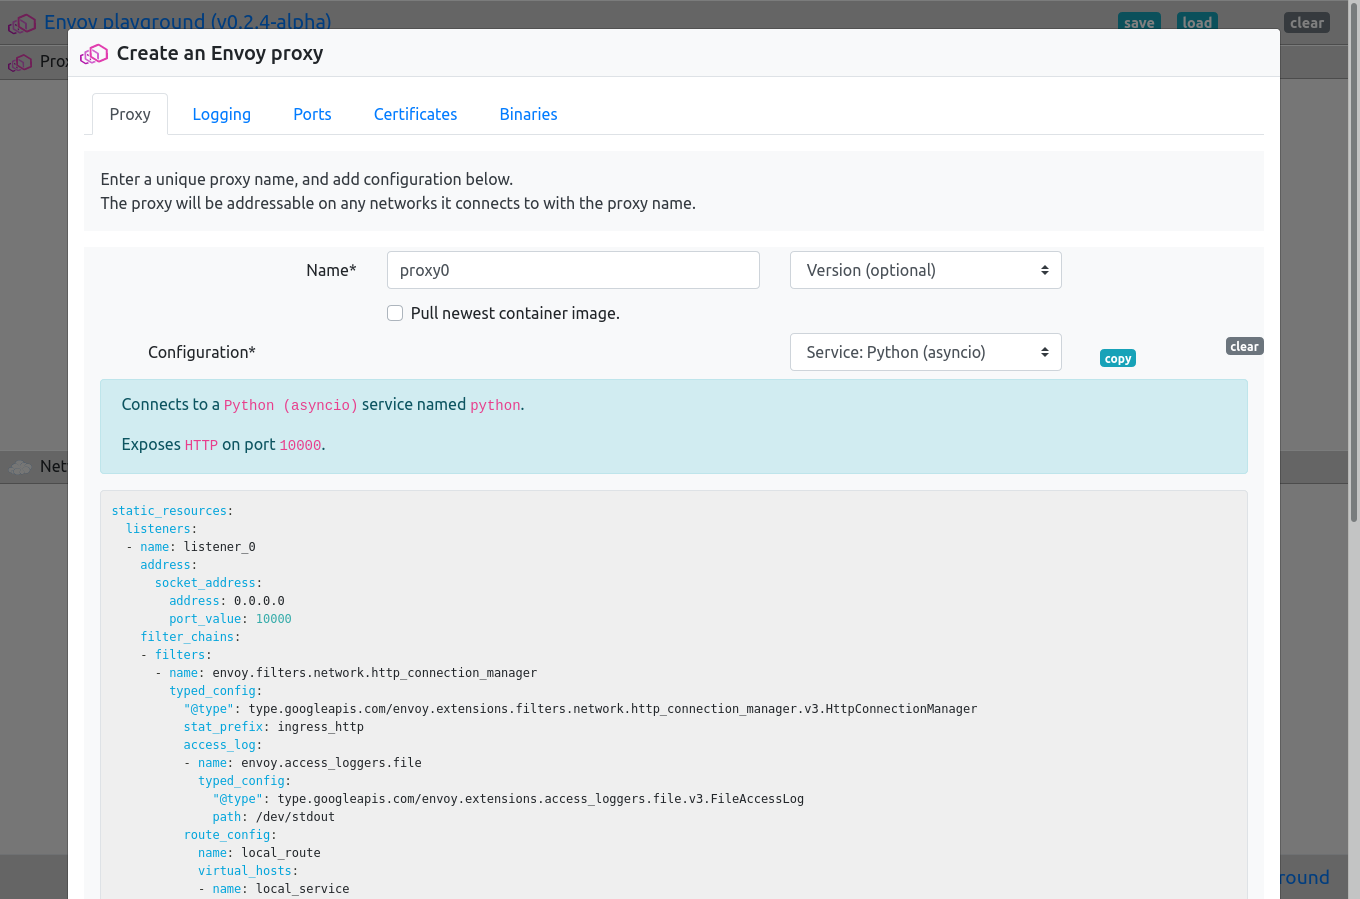 Envoy playground (v0.2.4-alpha)
save
load
clear
Create an Envoy proxy
Proxy
Logging
Ports
Certificates
Binaries
Enter a unique proxy name, and add configuration below.
The proxy will be addressable on any networks it connects to with the proxy name.
Name*
proxy0
Version (optional)
Pull newest container image.
Configuration*
Service: Python (asyncio)
copy
clear
Connects to a Python (asyncio) service named python.
Exposes HTTP on port 10000.
static_resources:
  listeners:
  - name: listener_0
    address:
      socket_address:
        address: 0.0.0.0
        port_value: 10000
    filter_chains:
    - filters:
      - name: envoy.filters.network.http_connection_manager
        typed_config:
          "@type": type.googleapis.com/envoy.extensions.filters.network.http_connection_manager.v3.HttpConnectionManager
          stat_prefix: ingress_http
          access_log:
          - name: envoy.access_loggers.file
            typed_config:
              "@type": type.googleapis.com/envoy.extensions.access_loggers.file.v3.FileAccessLog
              path: /dev/stdout
          route_config:
            name: local_route
            virtual_hosts:
            - name: local_service